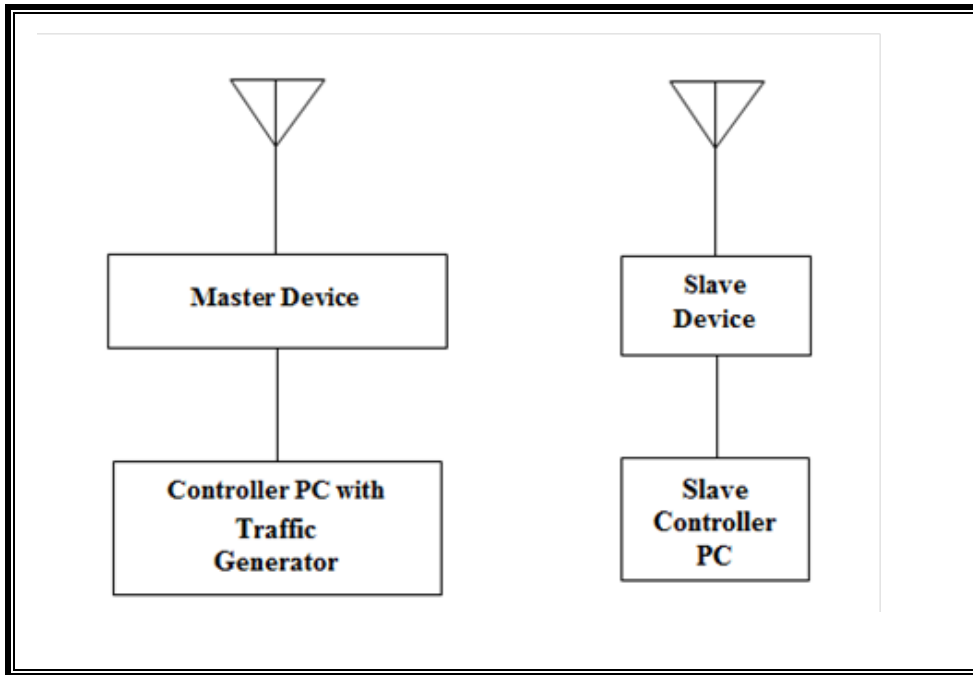 Master Device
Slave
Device
Controller PC with
Traffic
Generator
Slave
Controller
PC